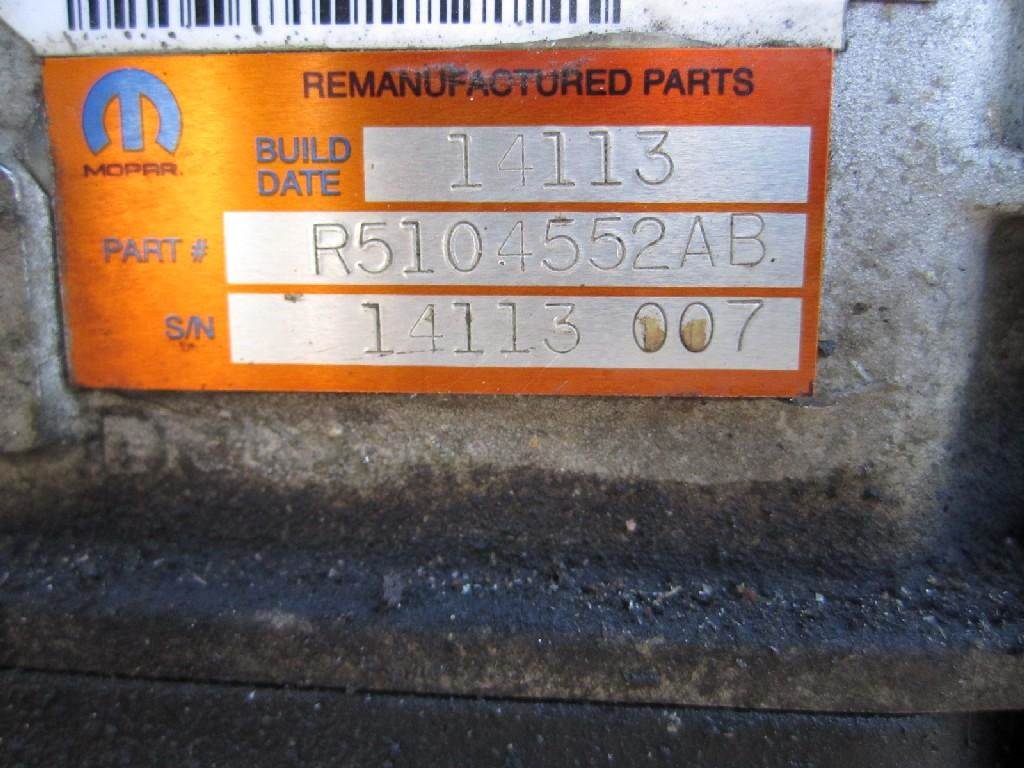 REMANUFACTURED PARTS
MOPAR.
BUILD DATE 14113
PART # R5104552AB
S/N 14113 007